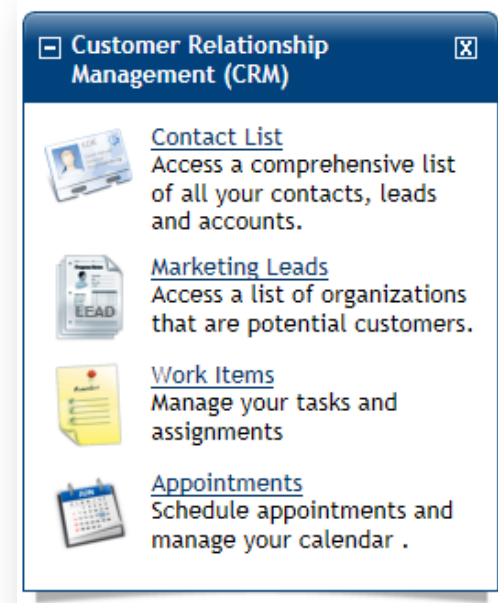 Customer Relationship
Management (CRM)
Contact List
Access a comprehensive list
of all your contacts, leads
and accounts.
Marketing Leads
Access a list of organizations
that are potential customers.
LEAD
Work Items
Manage your tasks and
assignments
Appointments
Schedule appointments and
manage your calendar .
JUN